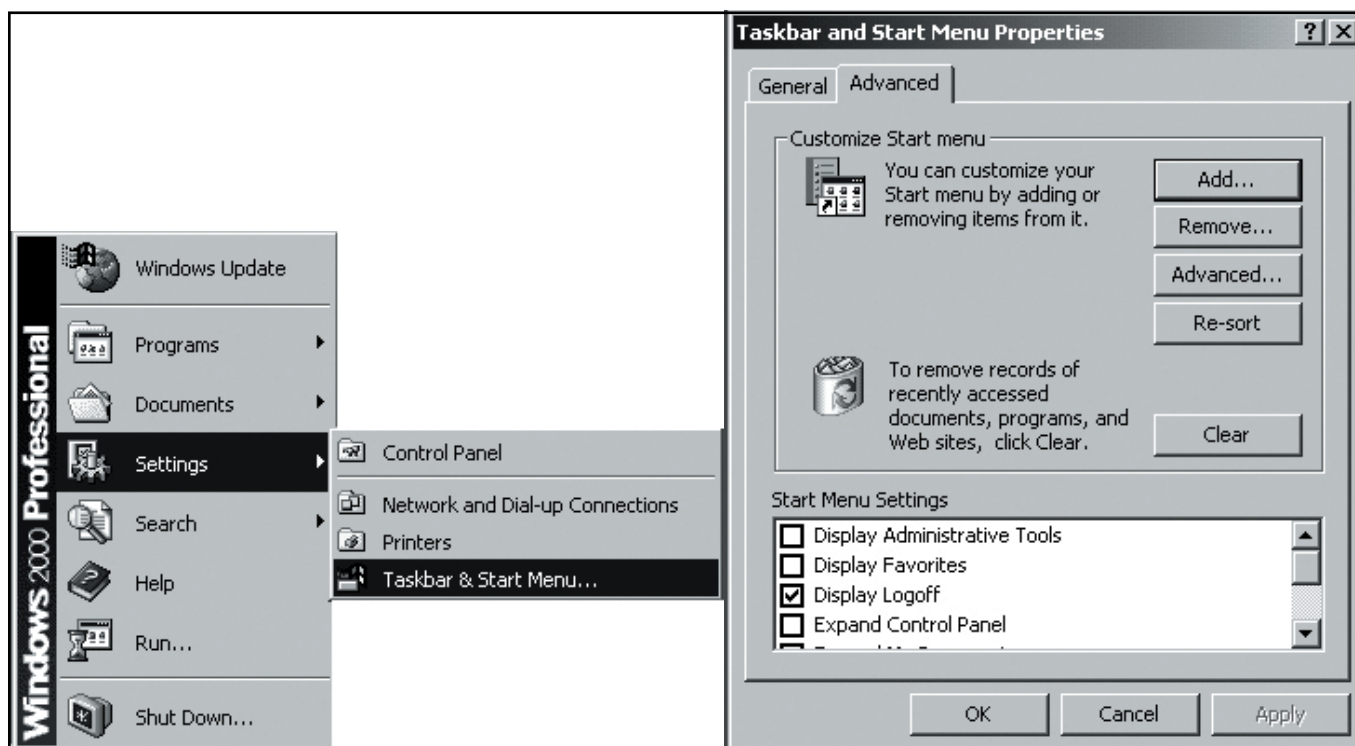 Windows 2000 Professional
Windows Update
Programs
Documents
Settings
Search
Help
Run...
Shut Down...
Control Panel
Network and Dial-up Connections
Printers
Taskbar & Start Menu...
Taskbar and Start Menu Properties
General
Advanced
Customize Start menu
You can customize your
Start menu by adding or
removing items from it.
Add...
Remove...
Advanced...
Re-sort
To remove records of
recently accessed
documents, programs, and
Web sites, click Clear.
Clear
Start Menu Settings
Display Administrative Tools
Display Favorites
Display Logoff
Expand Control Panel
OK
Cancel
Apply